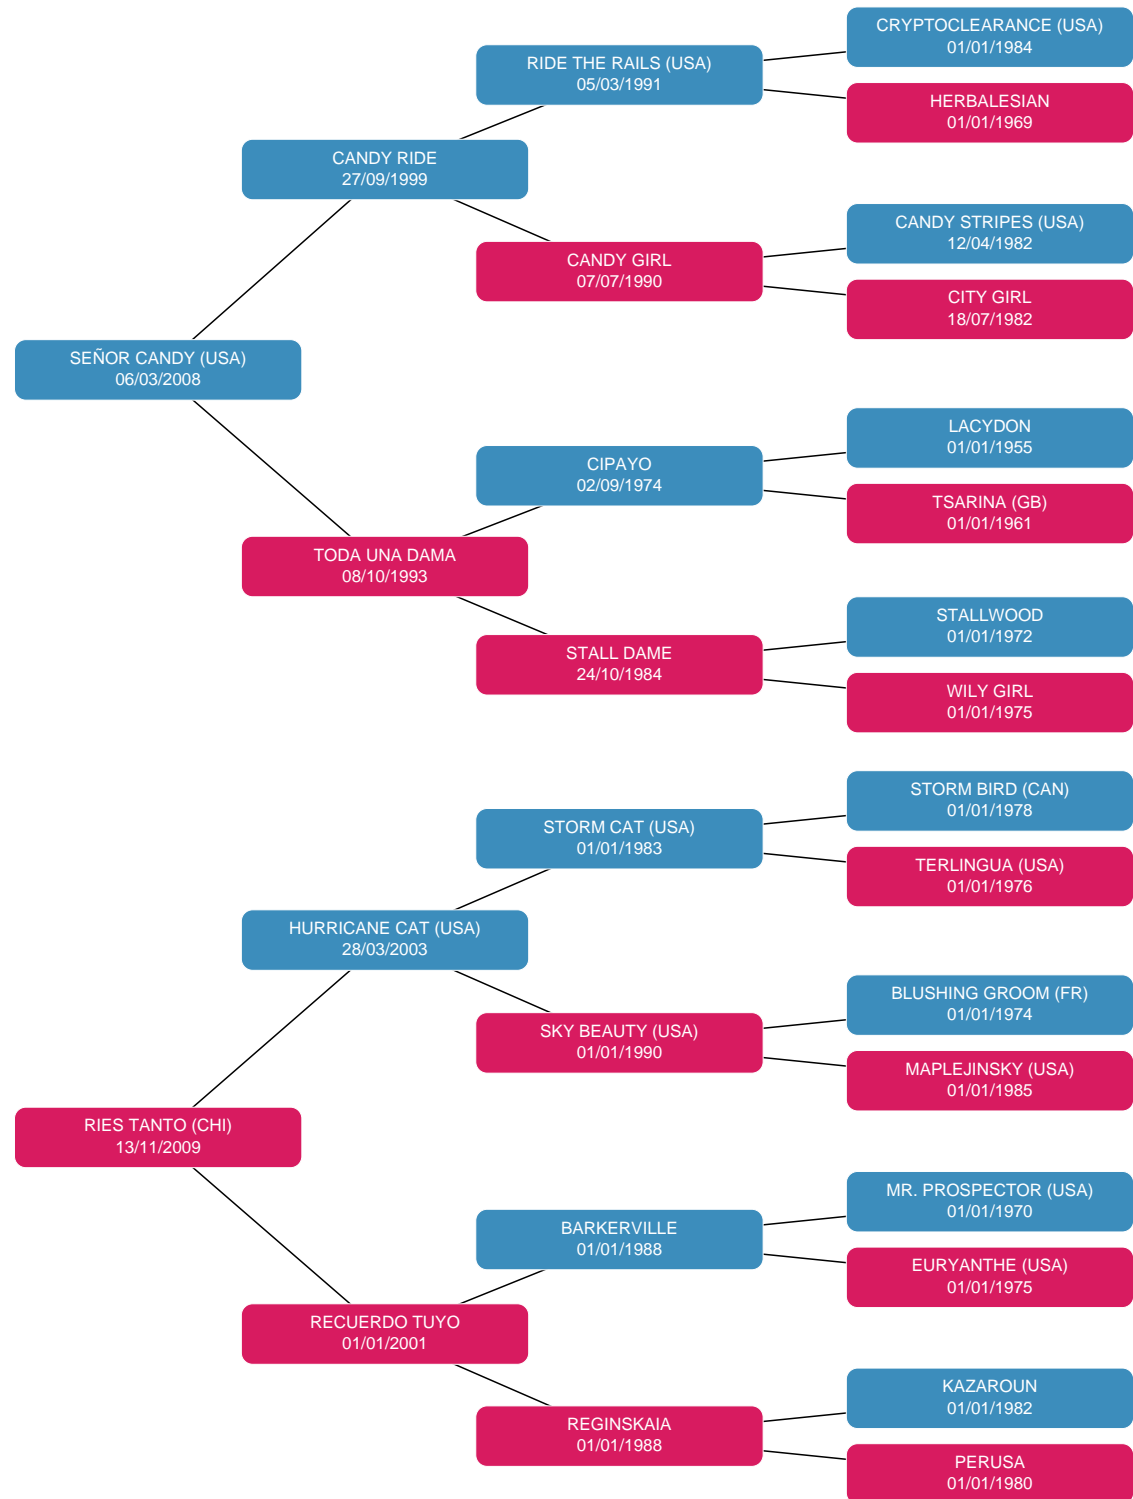 CRYPTOCLEARANCE (USA)
01/01/1984
RIDE THE RAILS (USA)
05/03/1991
HERBALESIAN
01/01/1969
CANDY RIDE
27/09/1999
CANDY STRIPES (USA)
12/04/1982
CANDY GIRL
07/07/1990
CITY GIRL
18/07/1982
SEÑOR CANDY (USA)
06/03/2008
LACYDON
01/01/1955
CIPAYO
02/09/1974
TSARINA (GB)
01/01/1961
TODA UNA DAMA
08/10/1993
STALLWOOD
01/01/1972
STALL DAME
24/10/1984
WILY GIRL
01/01/1975
STORM BIRD (CAN)
01/01/1978
STORM CAT (USA)
01/01/1983
TERLINGUA (USA)
01/01/1976
HURRICANE CAT (USA)
28/03/2003
BLUSHING GROOM (FR)
01/01/1974
SKY BEAUTY (USA)
01/01/1990
MAPLEJINSKY (USA)
01/01/1985
RIES TANTO (CHI)
13/11/2009
MR. PROSPECTOR (USA)
01/01/1970
BARKERVILLE
01/01/1988
EURYANTHE (USA)
01/01/1975
RECUERDO TUYO
01/01/2001
KAZAROUN
01/01/1982
REGINSKAIA
01/01/1988
PERUSA
01/01/1980